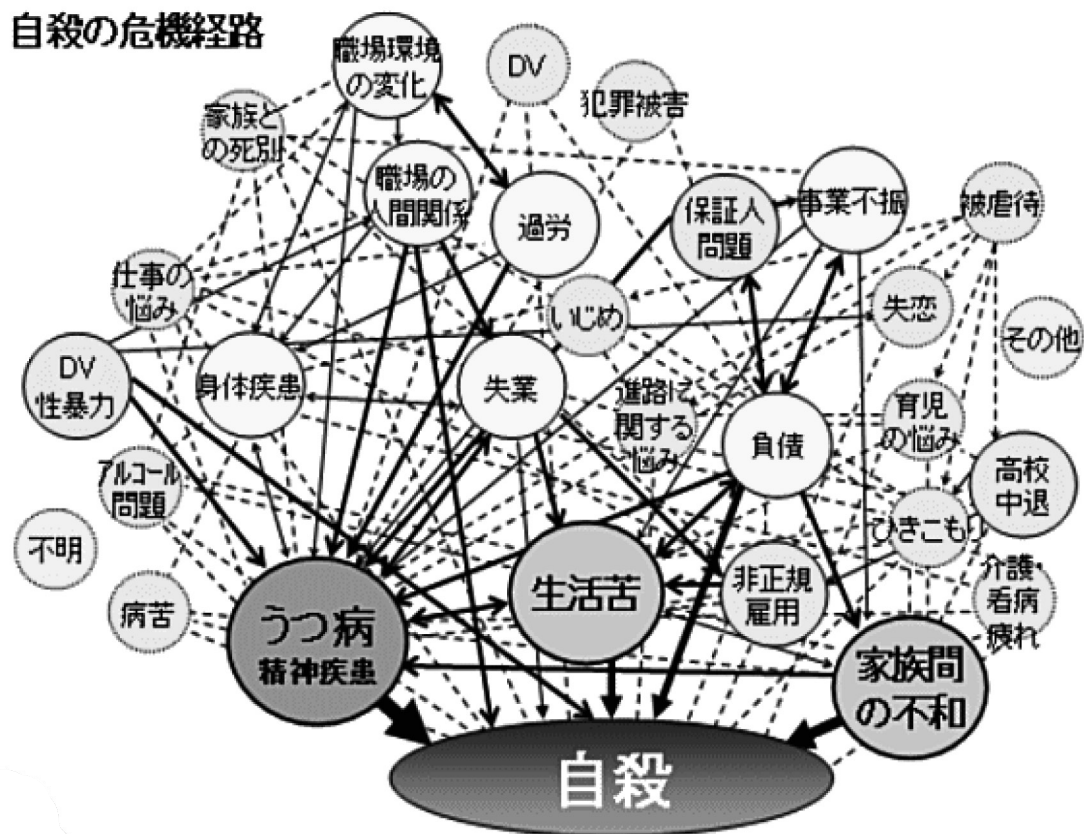 自殺の危機経路
職場環境
の変化
DV
犯罪被害
家族と
の死別
職場の
人間関係
過労
保証人
問題
事業不振
被虐待
仕事の
悩み
いじめ
失恋
その他
DV
性暴力
身体疾患
失業
進路に
関する
悩み
負債
育児
の悩み
高校
中退
アルコール
問題
不明
ひきこもり
病苦
うつ病
精神疾患
生活苦
非正規
雇用
介護・
看病
疲れ
家族間
の不和
自殺